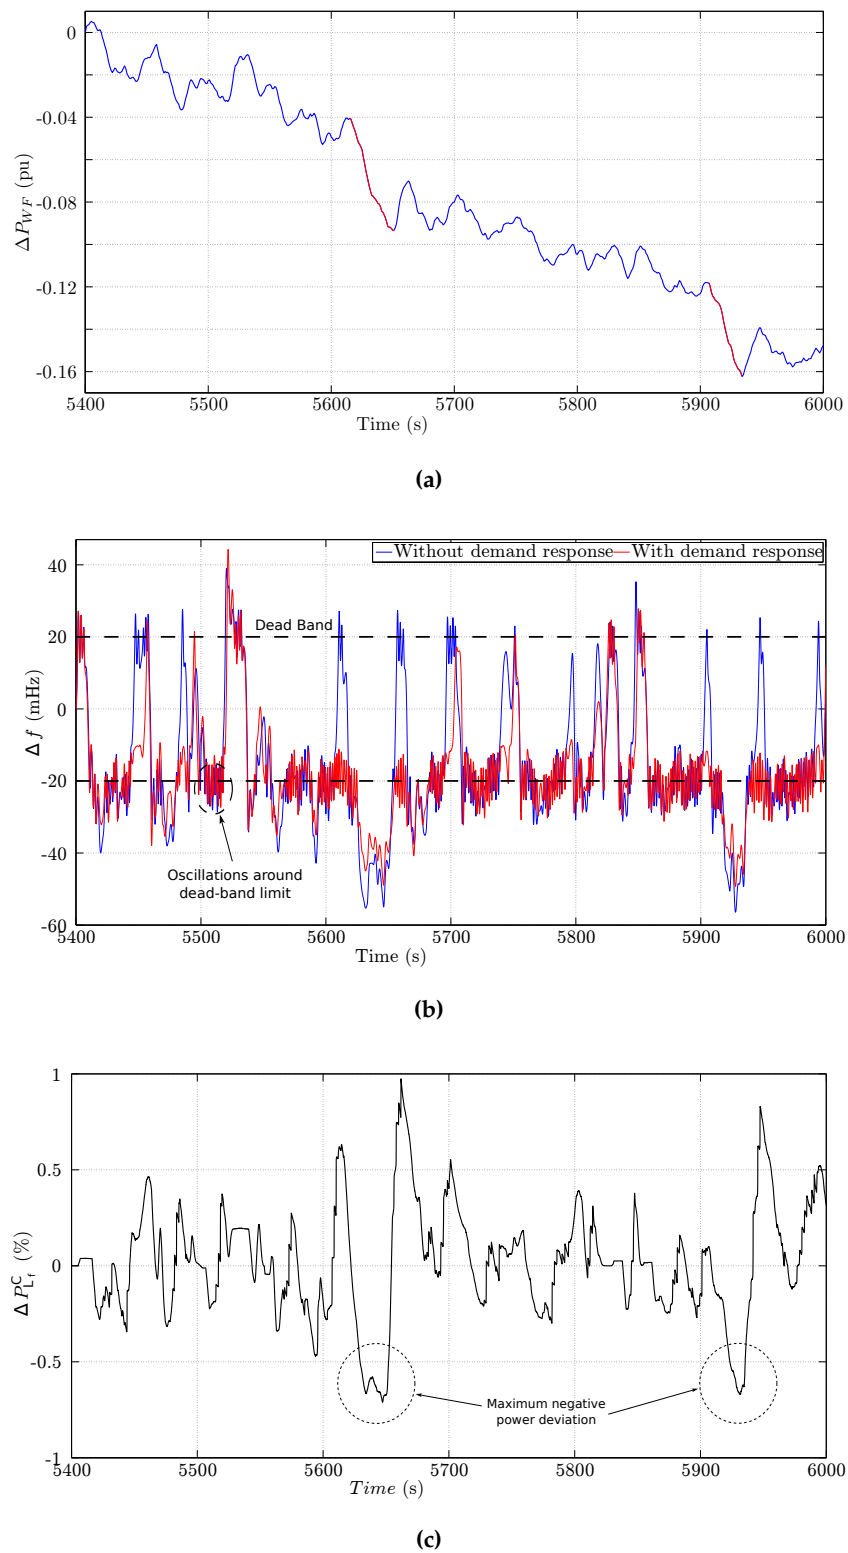 0
-0.04
-0.08
-0.12
-0.16
ΔP_WF (pu)
5400 5500 5600 5700 5800 5900 6000
Time (s)
(a)
Without demand response With demand response
40
20
0
-20
-40
-60
Δ f (mHz)
Dead Band
Oscillations around
dead-band limit
5400 5500 5600 5700 5800 5900 6000
Time (s)
(b)
1
0.5
0
-0.5
-1
Δ P_{L_f}^C (%)
Maximum negative
power deviation
5400 5500 5600 5700 5800 5900 6000
Time (s)
(c)